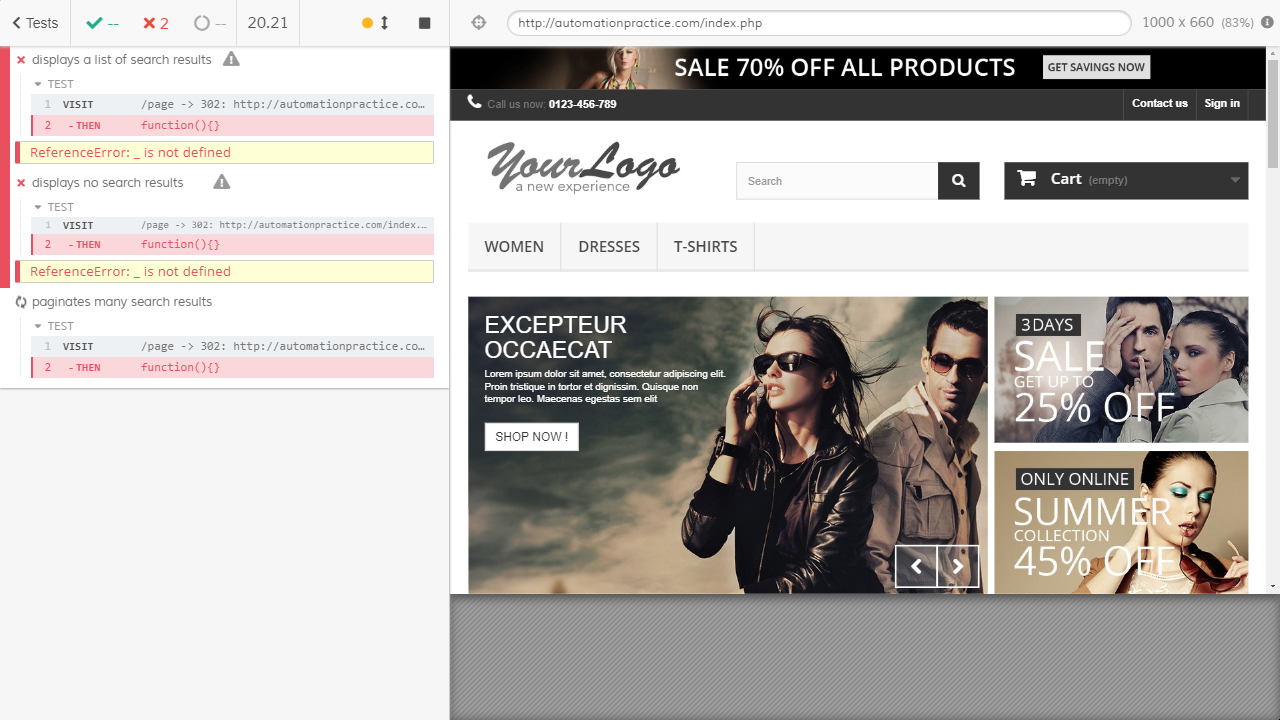 Tests
--
2
--
20.21
http://automationpractice.com/index.php
1000 x 660 (83%)
displays a list of search results
TEST
1 VISIT /page -> 302: http://automationpractice.co…
2 - THEN function(){}
ReferenceError: _ is not defined
displays no search results
TEST
1 VISIT /page -> 302: http://automationpractice.com/index.…
2 - THEN function(){}
ReferenceError: _ is not defined
paginates many search results
TEST
1 VISIT /page -> 302: http://automationpractice.co…
2 - THEN function(){}
SALE 70% OFF ALL PRODUCTS
GET SAVINGS NOW
Call us now: 0123-456-789
Contact us
Sign in
YourLogo
a new experience
Search
Cart (empty)
WOMEN
DRESSES
T-SHIRTS
EXCEPTEUR
OCCAECAT
Lorem ipsum dolor sit amet, consectetur adipiscing elit.
Proin tristique in tortor et dignissim. Quisque non
tempor leo. Maecenas egestas sem elit
SHOP NOW !
3 DAYS
SALE
GET UP TO
25% OFF
ONLY ONLINE
SUMMER
COLLECTION
45% OFF